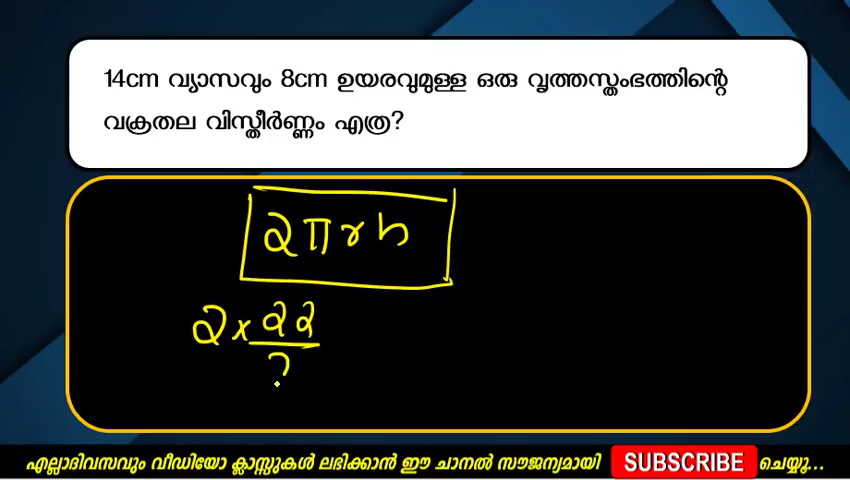 14cm വ്യാസവും 8cm ഉയരവുമുള്ള ഒരു വൃത്തസ്തംഭത്തിന്റെ
വക്രതല വിസ്തീർണ്ണം എത്ര?
2πrh
2 × 22
7
എല്ലാദിവസവും വീഡിയോ ക്ലാസ്സുകൾ ലഭിക്കാൻ ഈ ചാനൽ സൗജന്യമായി SUBSCRIBE ചെയ്യൂ...